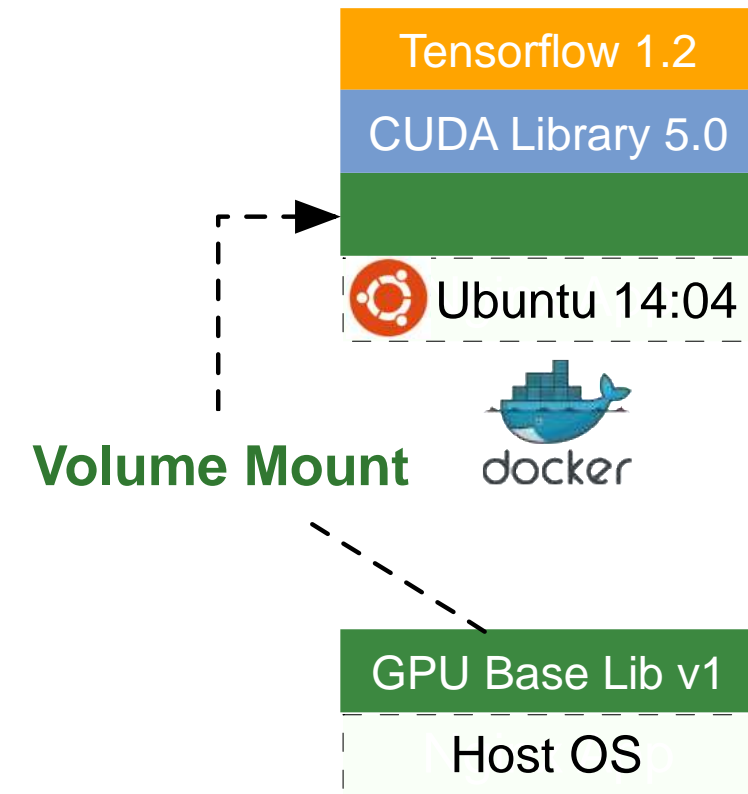 Tensorflow 1.2
CUDA Library 5.0
Ubuntu 14:04
docker
Volume Mount
GPU Base Lib v1
Host OS